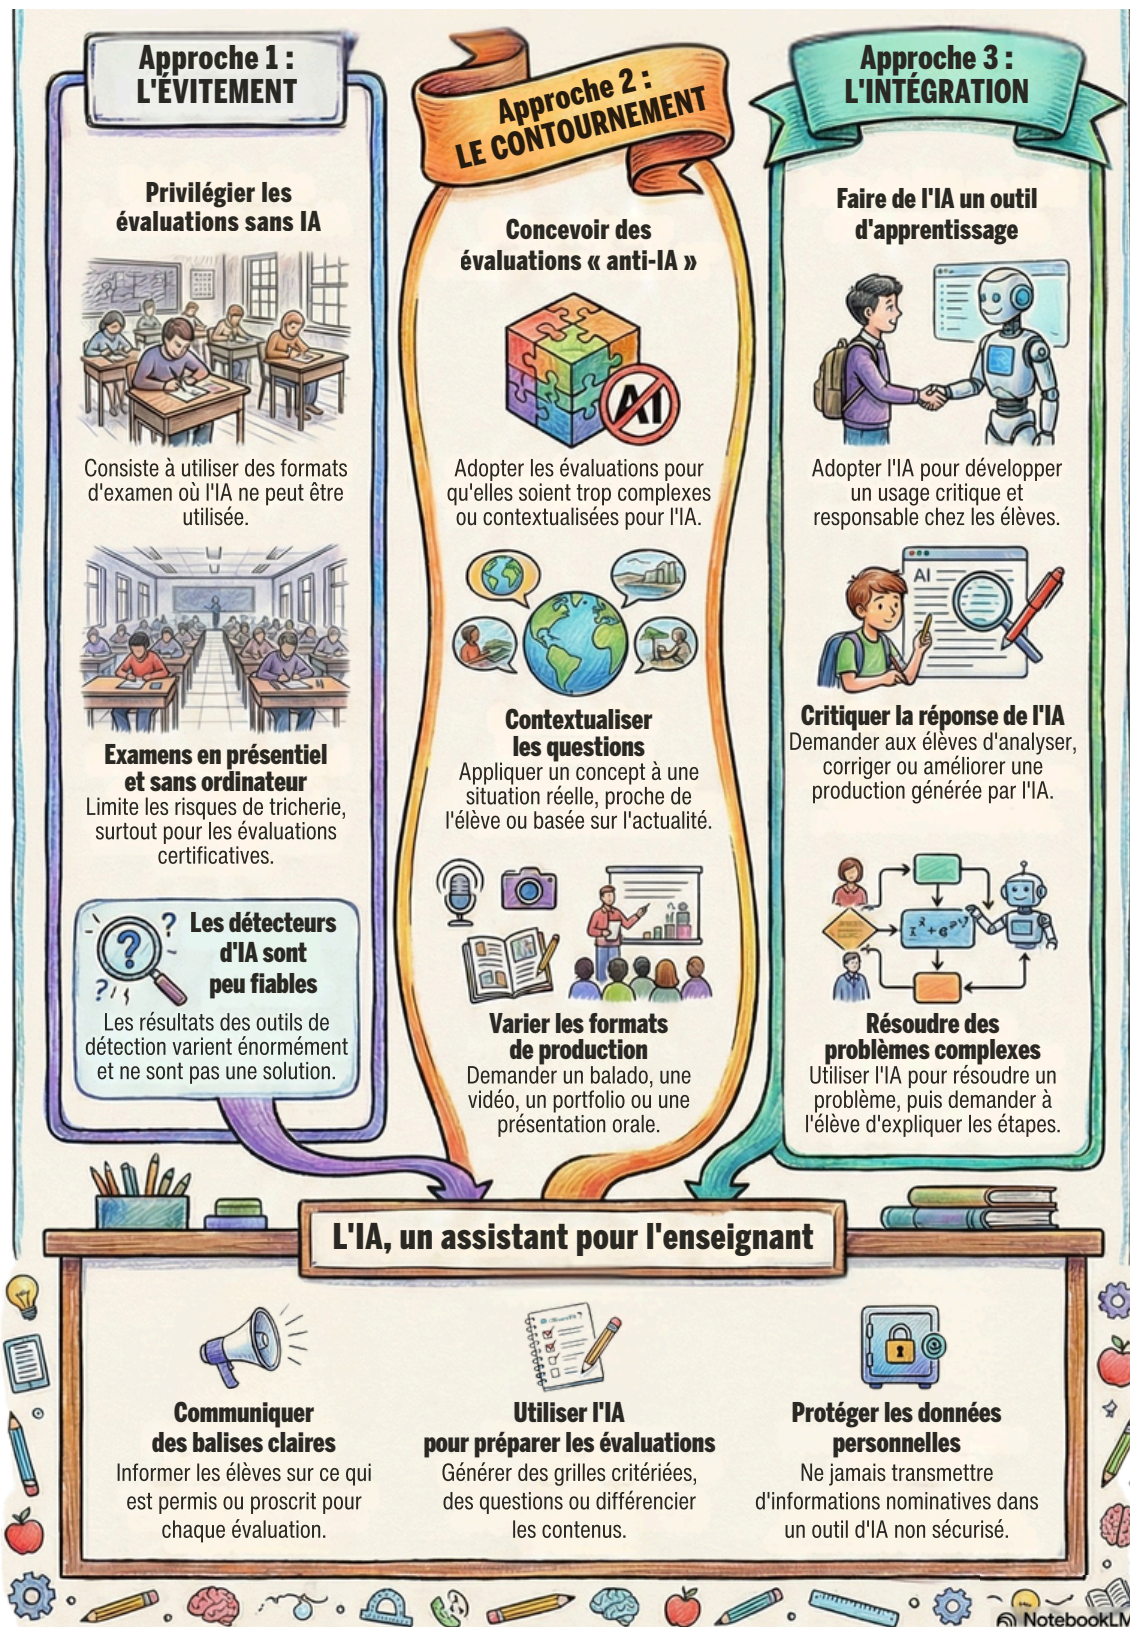 Approche 1 :
L'ÉVITEMENT
Privilégier les
évaluations sans IA
Consiste à utiliser des formats
d'examen où l'IA ne peut être
utilisée.
Examens en présentiel
et sans ordinateur
Limite les risques de tricherie,
surtout pour les évaluations
certificatives.
Les détecteurs
d'IA sont
peu fiables
Les résultats des outils de
détection varient énormément
et ne sont pas une solution.
Approche 2 :
LE CONTOURNEMENT
Concevoir des
évaluations « anti-IA »
AI
Adopter les évaluations pour
qu'elles soient trop complexes
ou contextualisées pour l'IA.
Contextualiser
les questions
Appliquer un concept à une
situation réelle, proche de
l'élève ou basée sur l'actualité.
Varier les formats
de production
Demander un balado, une
vidéo, un portfolio ou une
présentation orale.
Approche 3 :
L'INTÉGRATION
Faire de l'IA un outil
d'apprentissage
Adopter l'IA pour développer
un usage critique et
responsable chez les élèves.
AI
Critiquer la réponse de l'IA
Demander aux élèves d'analyser,
corriger ou améliorer une
production générée par l'IA.
Résoudre des
problèmes complexes
Utiliser l'IA pour résoudre un
problème, puis demander à
l'élève d'expliquer les étapes.
L'IA, un assistant pour l'enseignant
Communiquer
des balises claires
Informer les élèves sur ce qui
est permis ou proscrit pour
chaque évaluation.
Utiliser l'IA
pour préparer les évaluations
Générer des grilles critériées,
des questions ou différencier
les contenus.
Protéger les données
personnelles
Ne jamais transmettre
d'informations nominatives dans
un outil d'IA non sécurisé.
NotebookLM